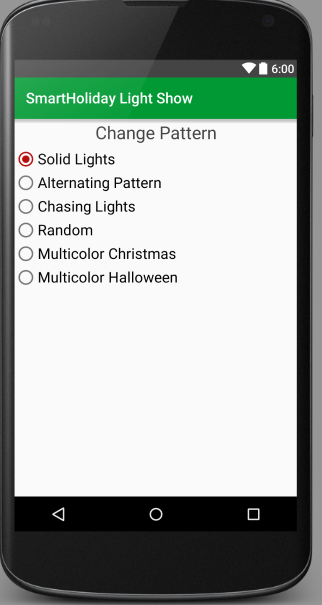 6:00
SmartHoliday Light Show
Change Pattern
Solid Lights
Alternating Pattern
Chasing Lights
Random
Multicolor Christmas
Multicolor Halloween